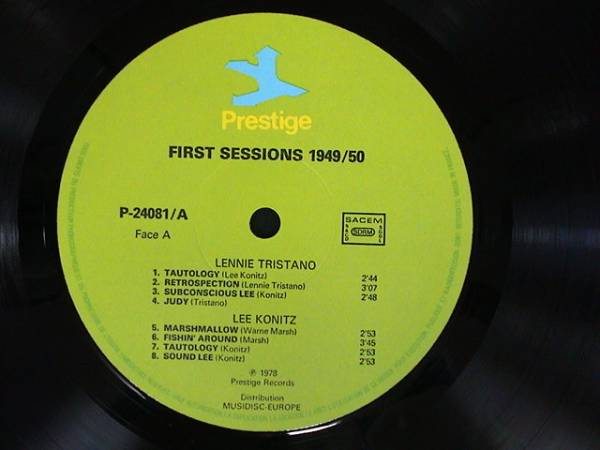 Prestige
FIRST SESSIONS 1949/50
P-24081/A
Face A
SACEM
SACD
SDRM
SGDL
LENNIE TRISTANO
1. TAUTOLOGY (Lee Konitz) 2'44
2. RETROSPECTION (Lennie Tristano) 3'07
3. SUBCONSCIOUS LEE (Konitz) 2'48
4. JUDY (Tristano)
LEE KONITZ
5. MARSHMALLOW (Warne Marsh) 2'53
6. FISHIN' AROUND (Marsh) 3'45
7. TAUTOLOGY (Konitz) 2'53
8. SOUND LEE (Konitz) 2'53
℗ 1978
Prestige Records
Distribution
MUSIDISC-EUROPE